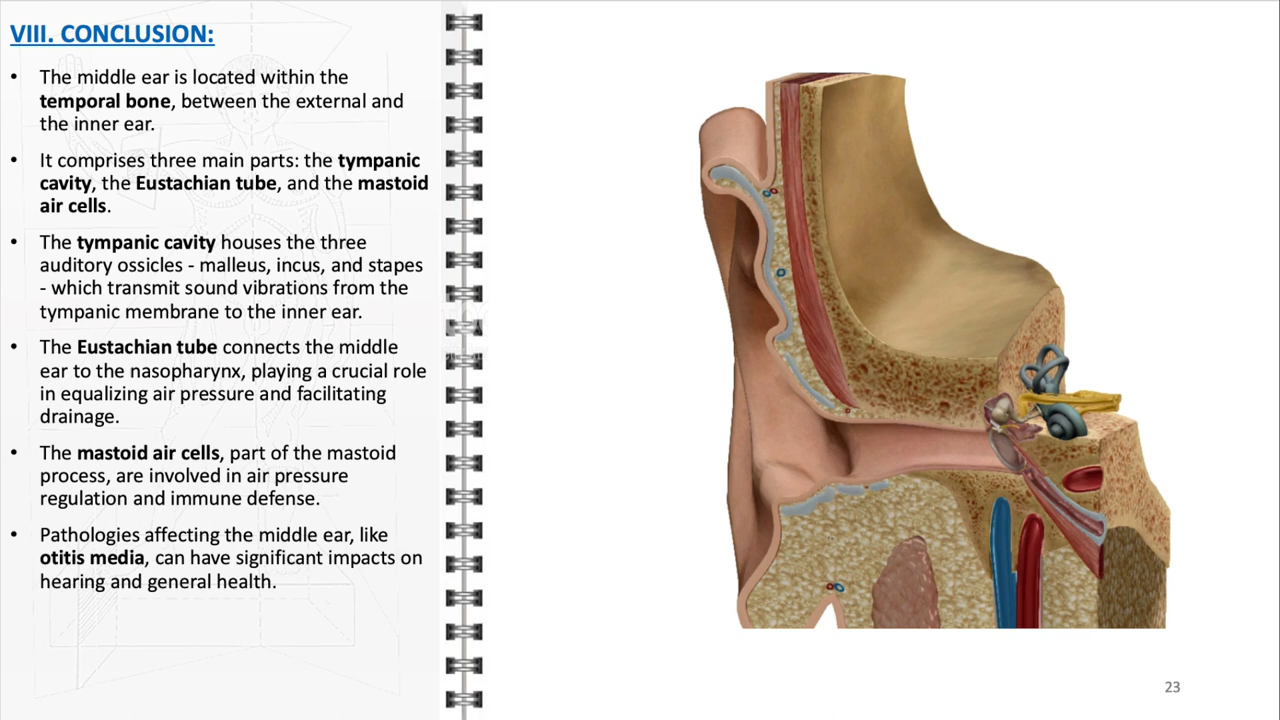 VIII. CONCLUSION:
• The middle ear is located within the
temporal bone, between the external and
the inner ear.
• It comprises three main parts: the tympanic
cavity, the Eustachian tube, and the mastoid
air cells.
• The tympanic cavity houses the three
auditory ossicles - malleus, incus, and stapes
- which transmit sound vibrations from the
tympanic membrane to the inner ear.
• The Eustachian tube connects the middle
ear to the nasopharynx, playing a crucial role
in equalizing air pressure and facilitating
drainage.
• The mastoid air cells, part of the mastoid
process, are involved in air pressure
regulation and immune defense.
• Pathologies affecting the middle ear, like
otitis media, can have significant impacts on
hearing and general health.
23